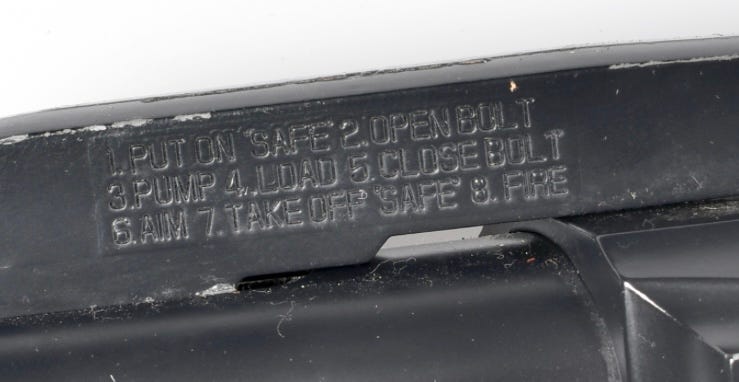 1. PUT ON "SAFE" 2. OPEN BOLT
3. PUMP 4. LOAD 5. CLOSE BOLT
6. AIM 7. TAKE OFF "SAFE" 8. FIRE